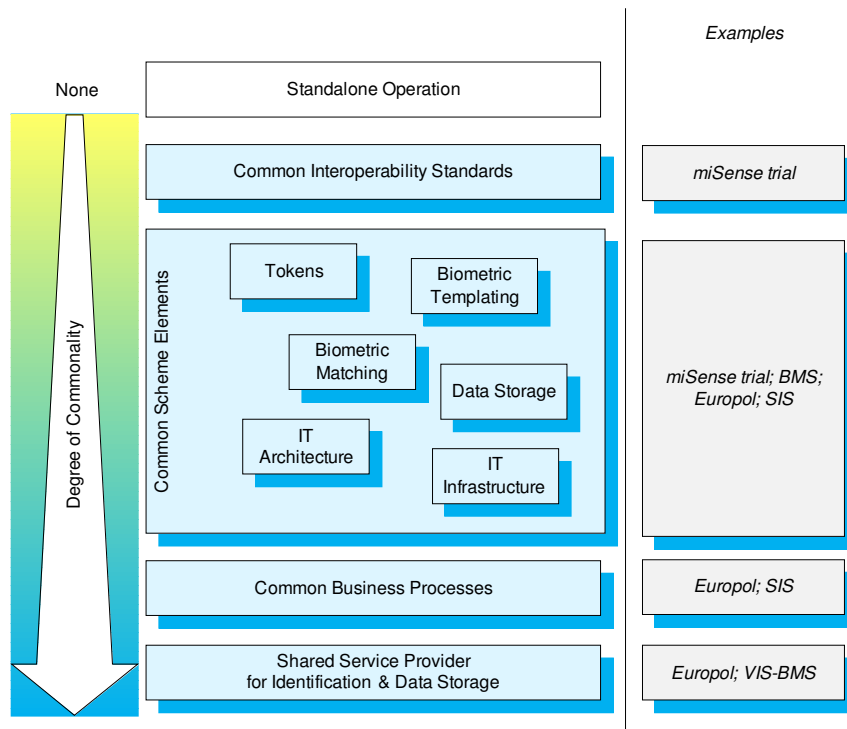 Examples
None
Standalone Operation
Common Interoperability Standards
miSense trial
Common Scheme Elements
Tokens
Biometric
Templating
Biometric
Matching
Data Storage
IT
Architecture
IT
Infrastructure
miSense trial; BMS;
Europol; SIS
Degree of Commonality
Common Business Processes
Europol; SIS
Shared Service Provider
for Identification & Data Storage
Europol; VIS-BMS